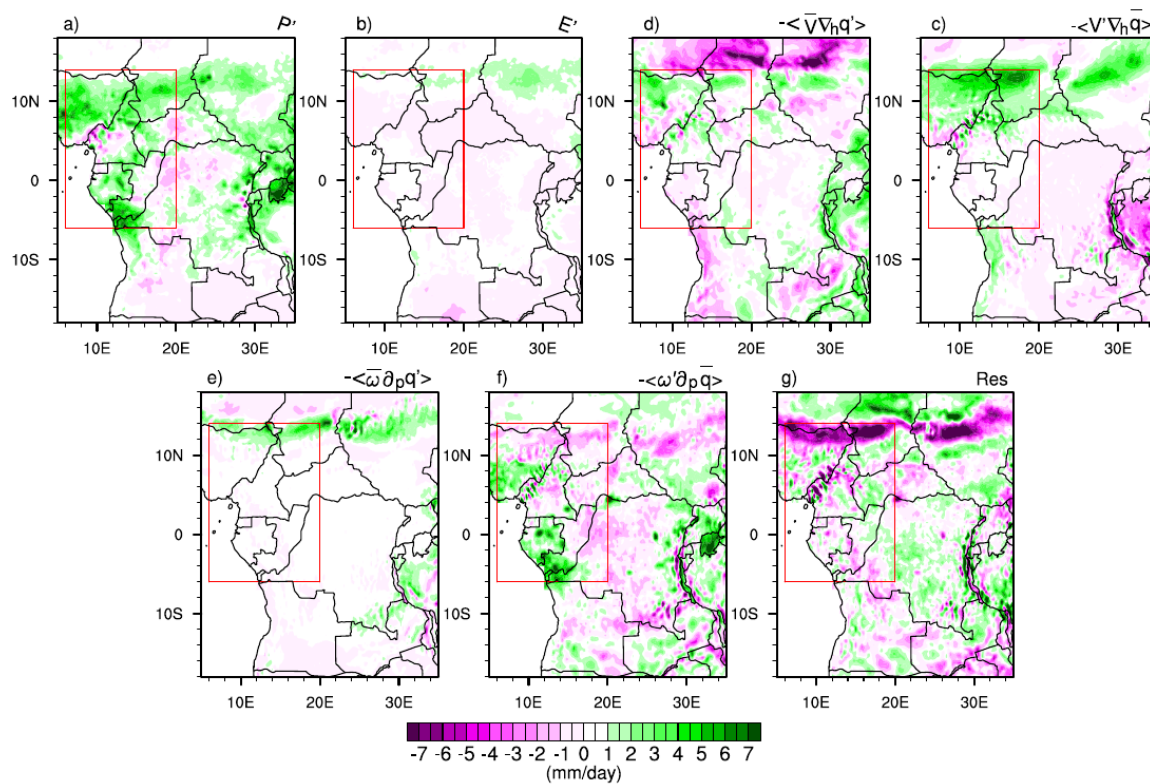 a) P'
b) E'
d) -<V̅ ∇ₕq'>
c) -<V'∇ₕq̅>
10N
0
10S
10N
0
10S
10N
0
10S
10N
0
10S
10E 20E 30E
10E 20E 30E
10E 20E 30E
10E 20E 30E
e) -<ω̅ ∂ₚq'>
f) -<ω'∂ₚq̅>
g) Res
10N
0
10S
10N
0
10S
10N
0
10S
10E 20E 30E
10E 20E 30E
10E 20E 30E
-7 -6 -5 -4 -3 -2 -1 0 1 2 3 4 5 6 7
(mm/day)